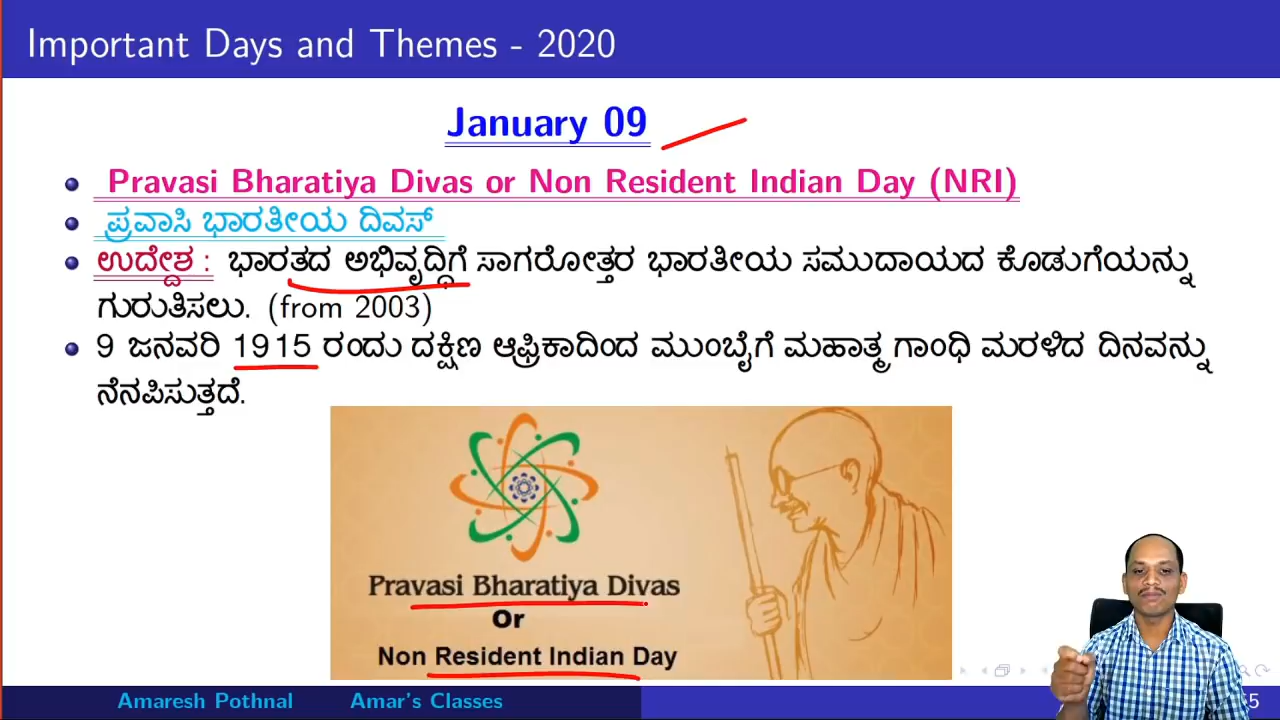 Important Days and Themes - 2020
January 09
Pravasi Bharatiya Divas or Non Resident Indian Day (NRI)
ಪ್ರವಾಸಿ ಭಾರತೀಯ ದಿವಸ್
ಉದ್ದೇಶ : ಭಾರತದ ಅಭಿವೃದ್ಧಿಗೆ ಸಾಗರೋತ್ತರ ಭಾರತೀಯ ಸಮುದಾಯದ ಕೊಡುಗೆಯನ್ನು
ಗುರುತಿಸಲು. (from 2003)
9 ಜನವರಿ 1915 ರಂದು ದಕ್ಷಿಣ ಆಫ್ರಿಕಾದಿಂದ ಮುಂಬೈಗೆ ಮಹಾತ್ಮ ಗಾಂಧಿ ಮರಳಿದ ದಿನವನ್ನು
ನೆನಪಿಸುತ್ತದೆ.
Pravasi Bharatiya Divas
Or
Non Resident Indian Day
Amaresh Pothnal Amar's Classes